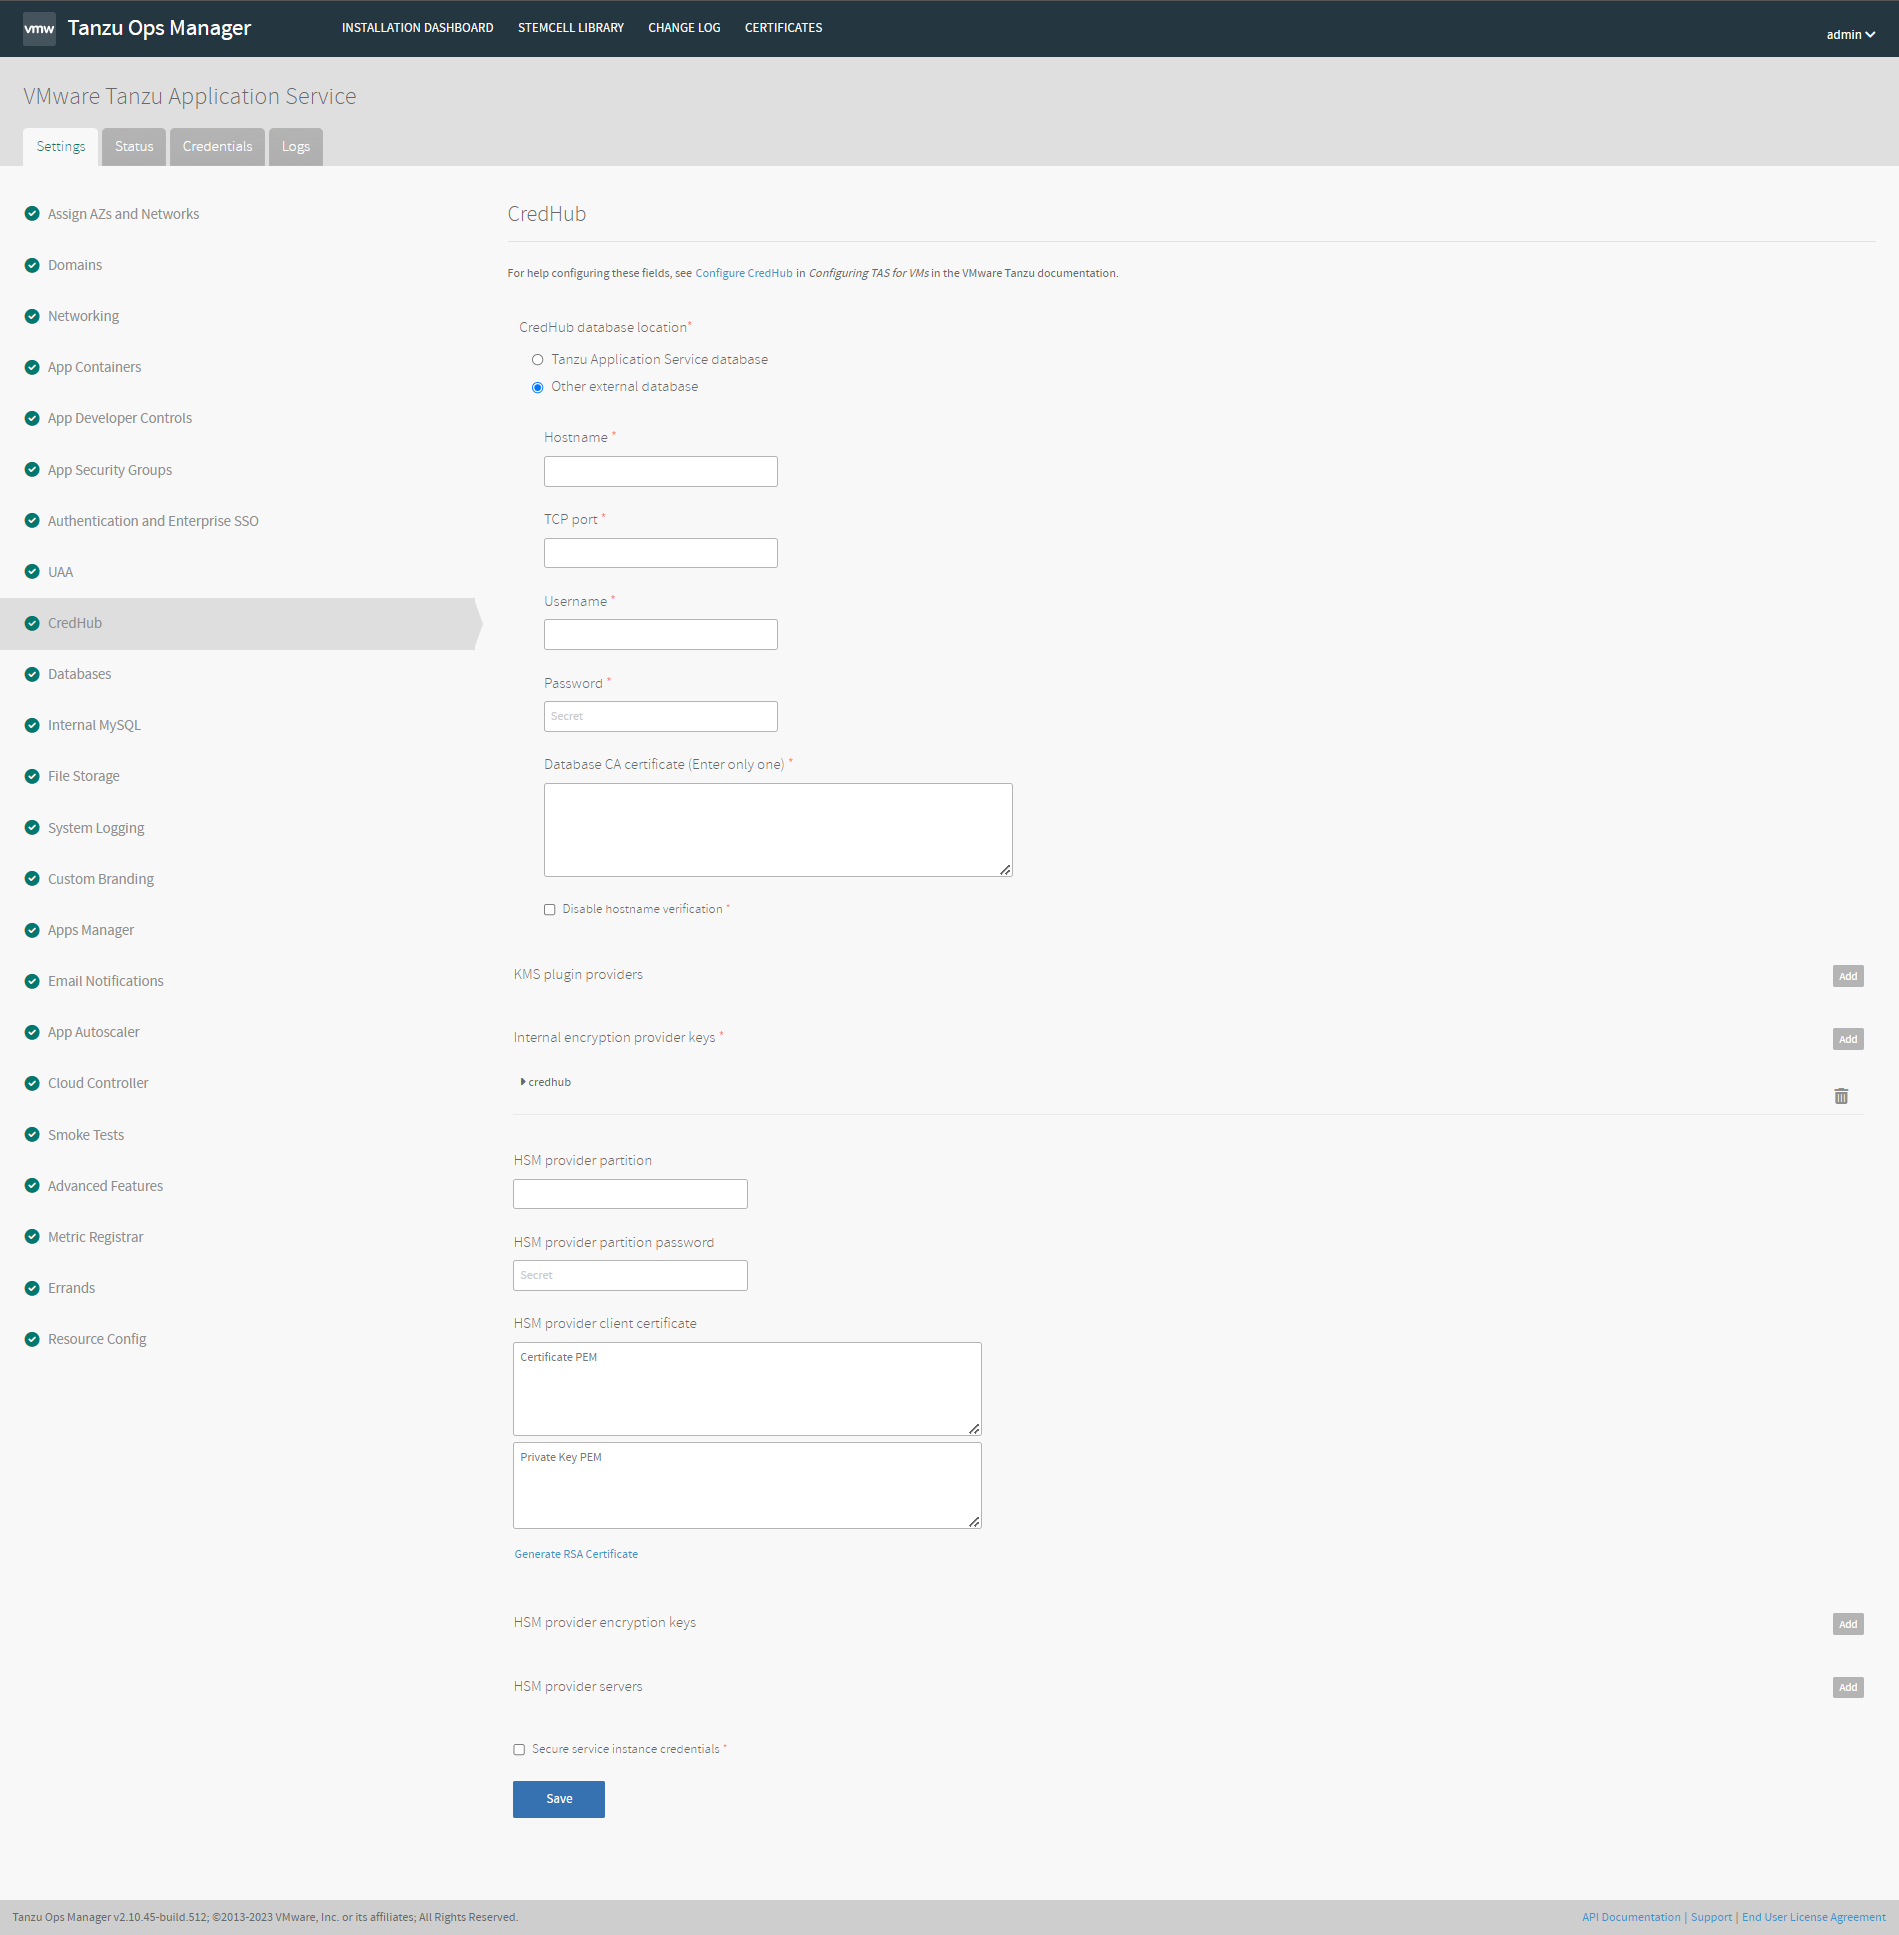 vmw Tanzu Ops Manager INSTALLATION DASHBOARD STEMCELL LIBRARY CHANGE LOG CERTIFICATES admin
VMware Tanzu Application Service
Settings Status Credentials Logs
Assign AZs and Networks
Domains
Networking
App Containers
App Developer Controls
App Security Groups
Authentication and Enterprise SSO
UAA
CredHub
Databases
Internal MySQL
File Storage
System Logging
Custom Branding
Apps Manager
Email Notifications
App Autoscaler
Cloud Controller
Smoke Tests
Advanced Features
Metric Registrar
Errands
Resource Config
CredHub
For help configuring these fields, see Configure CredHub in Configuring TAS for VMs in the VMware Tanzu documentation.
CredHub database location*
Tanzu Application Service database
Other external database
Hostname *
TCP port *
Username *
Password *
Secret
Database CA certificate (Enter only one) *
Disable hostname verification *
KMS plugin providers Add
Internal encryption provider keys * Add
credhub
HSM provider partition
HSM provider partition password
Secret
HSM provider client certificate
Certificate PEM
Private Key PEM
Generate RSA Certificate
HSM provider encryption keys Add
HSM provider servers Add
Secure service instance credentials *
Save
Tanzu Ops Manager v2.10.45-build.512; ©2013-2023 VMware, Inc. or its affiliates; All Rights Reserved. API Documentation | Support | End User License Agreement